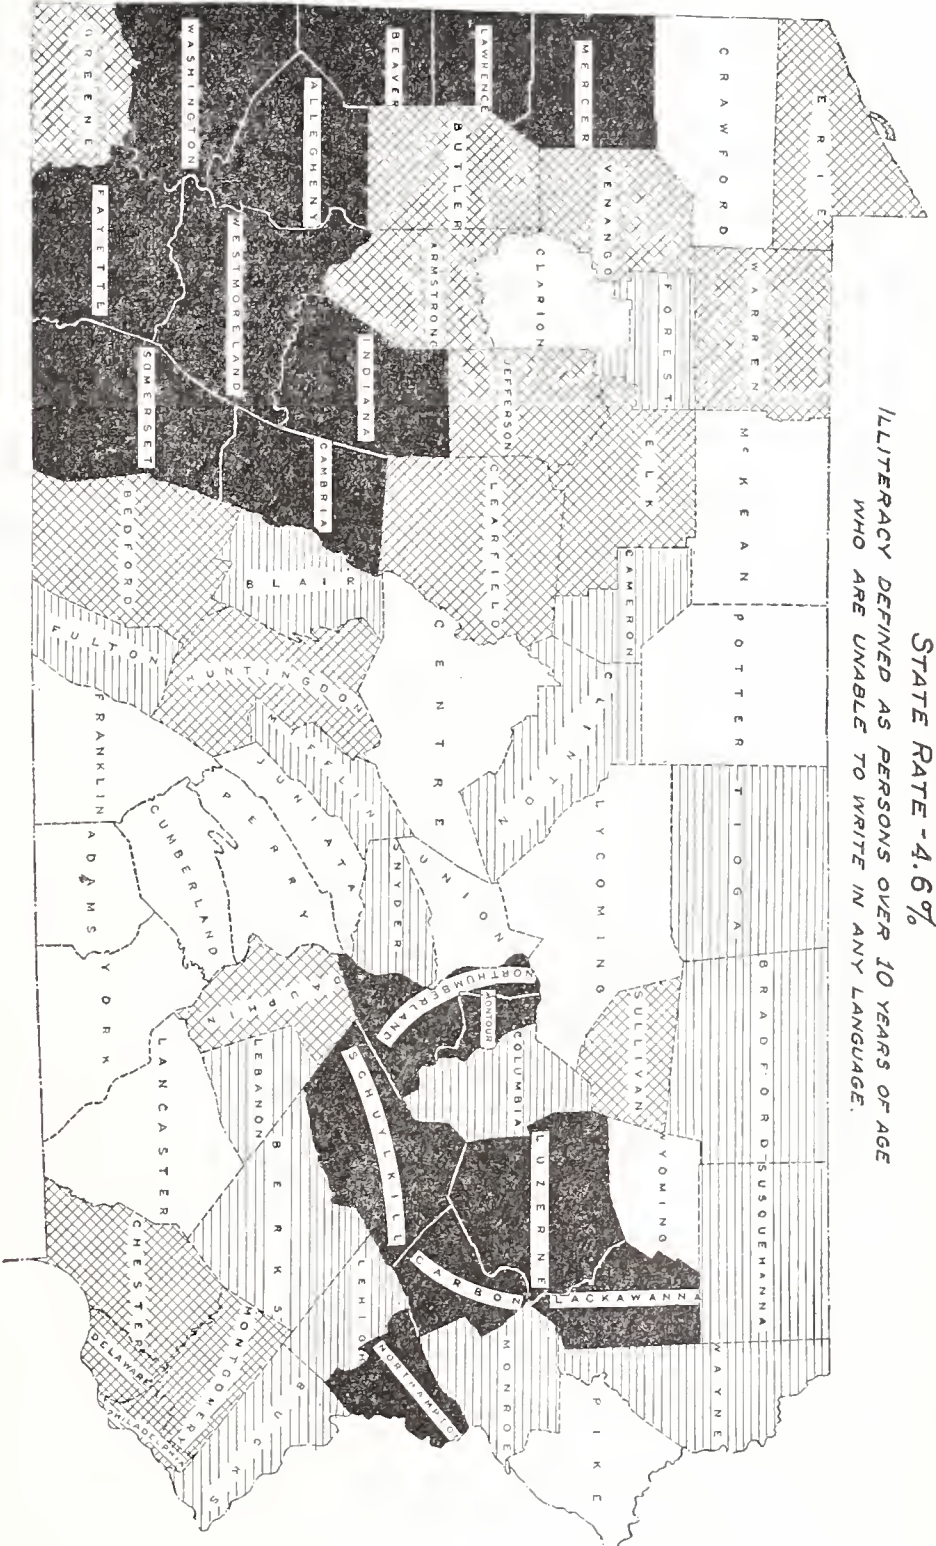 STATE RATE - 4.6%
ILLITERACY DEFINED AS PERSONS OVER 10 YEARS OF AGE
WHO ARE UNABLE TO WRITE IN ANY LANGUAGE.
ERIE
CRAWFORD
WARREN
McKEAN
POTTER
TIOGA
BRADFORD
SUSQUEHANNA
WAYNE
MERCER
VENANGO
FOREST
ELK
CAMERON
CLINTON
LYCOMING
SULLIVAN
WYOMING
LACKAWANNA
PIKE
LAWRENCE
BUTLER
CLARION
JEFFERSON
CLEARFIELD
CENTRE
UNION
MONTOUR
COLUMBIA
LUZERNE
MONROE
BEAVER
ARMSTRONG
NORTHUMBERLAND
CARBON
ALLEGHENY
INDIANA
CAMBRIA
BLAIR
HUNTINGDON
MIFFLIN
JUNIATA
SNYDER
SCHUYLKILL
LEHIGH
NORTHAMPTON
WASHINGTON
WESTMORELAND
PERRY
DAUPHIN
LEBANON
BERKS
BUCKS
GREENE
FAYETTE
SOMERSET
BEDFORD
FULTON
FRANKLIN
CUMBERLAND
ADAMS
YORK
LANCASTER
CHESTER
MONTGOMERY
DELAWARE
PHILADELPHIA